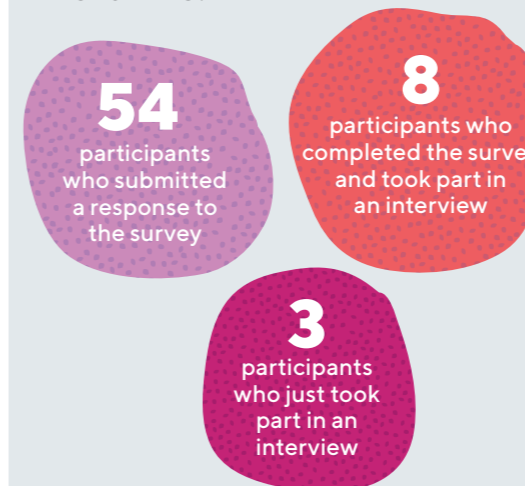 54
participants
who submitted
a response to
the survey
8
participants who
completed the surve
and took part in
an interview
3
participants
who just took
part in an
interview